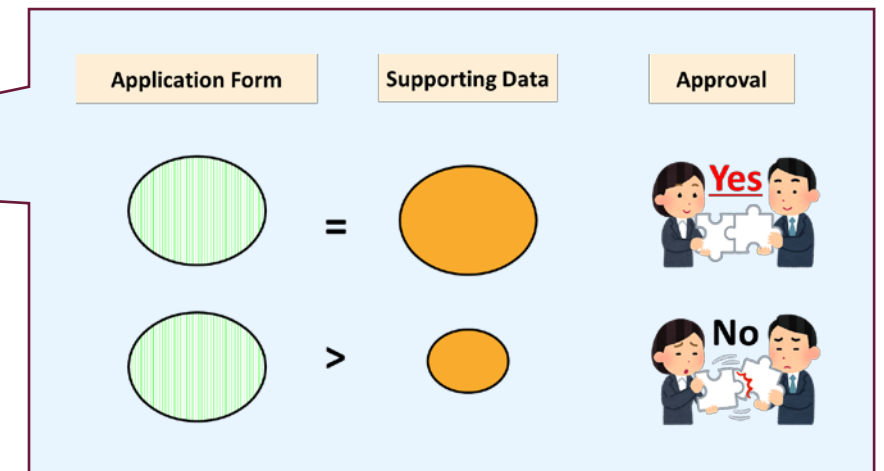 Application Form
Supporting Data
Approval
=
Yes
>
No